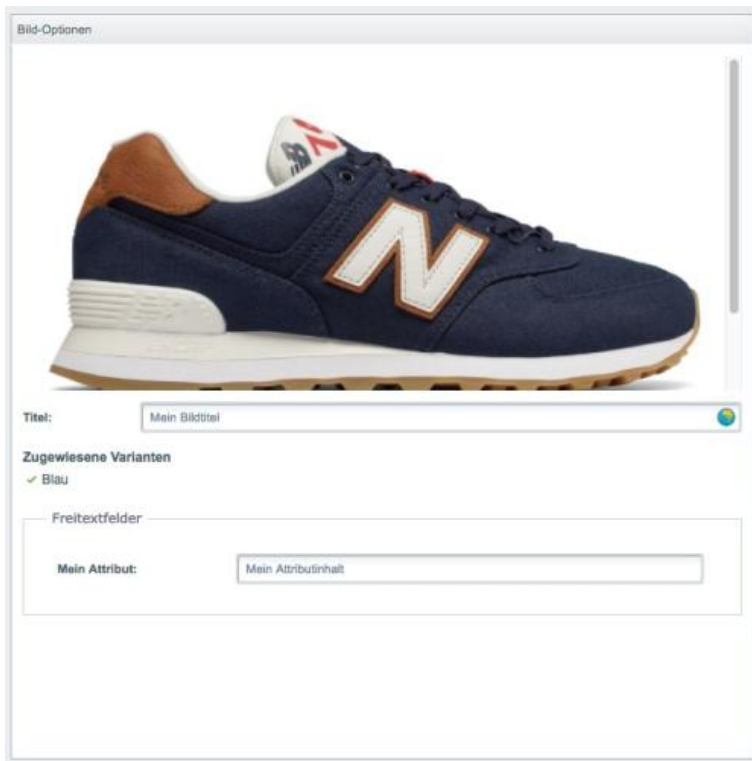 Bild-Optionen
N
Titel:
Mein Bildtitel
Zugewiesene Varianten
Blau
Freitextfelder
Mein Attribut:
Mein Attributinhalt